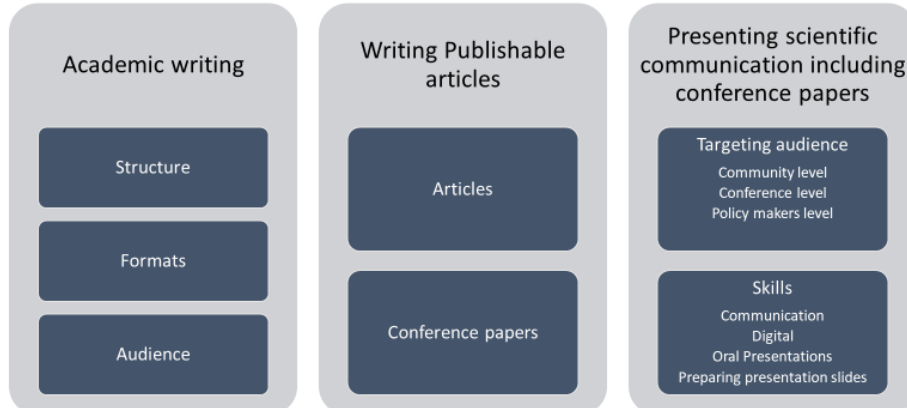 Academic writing
Structure
Formats
Audience
Writing Publishable
articles
Articles
Conference papers
Presenting scientific
communication including
conference papers
Targeting audience
Community level
Conference level
Policy makers level
Skills
Communication
Digital
Oral Presentations
Preparing presentation slides